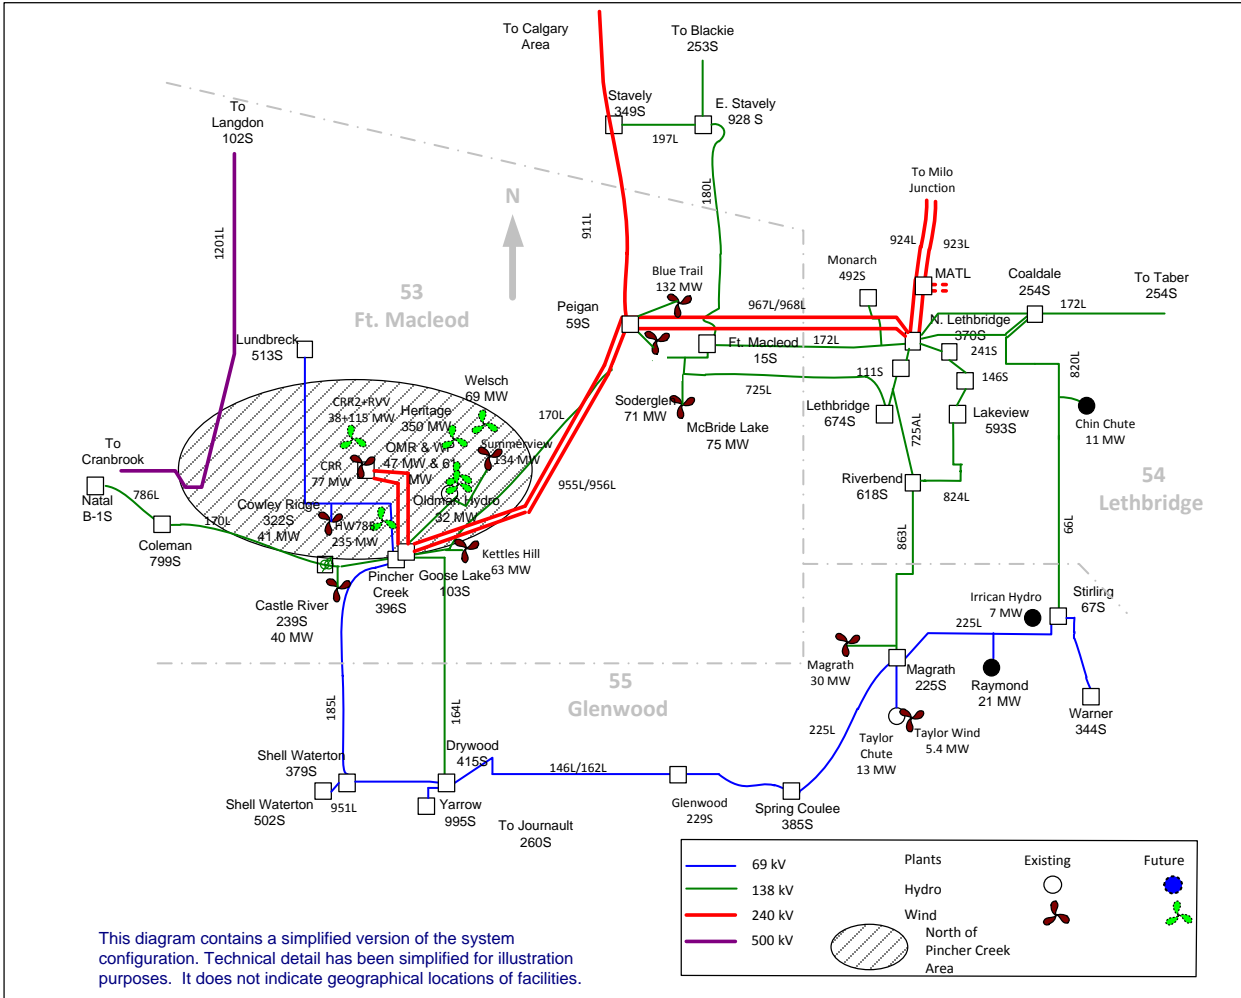 To Calgary
Area
To Blackie
253S
To
Langdon
102S
Stavely
349S
E. Stavely
928 S
197L
N
180L
911L
1201L
To Milo
Junction
924L
923L
Monarch
492S
MATL
Coaldale
254S
To Taber
254S
172L
Blue Trail
132 MW
Peigan
59S
967L/968L
53
Ft. Macleod
Lundbreck
513S
Ft. Macleod
15S
172L
N. Lethbridge
370S
241S
111S
146S
820L
Welsch
69 MW
CRR2+RVV
38+115 MW
Heritage
350 MW
170L
Soderglen
71 MW
725L
McBride Lake
75 MW
Lethbridge
674S
725AL
Lakeview
593S
Chin Chute
11 MW
To
Cranbrook
CRR
77 MW
OMR & WP
47 MW & 6
MW
Summerview
134 MW
Oldman Hydro
32 MW
955L/956L
Riverbend
618S
824L
54
Lethbridge
Natal
B-1S
786L
170L
Coleman
799S
Cowley Ridge
322S
41 MW
HW785
235 MW
863L
66L
Pincher
Creek
396S
Goose Lake
103S
Kettles Hill
63 MW
Castle River
239S
40 MW
Irrican Hydro
7 MW
Stirling
67S
225L
Magrath
30 MW
Magrath
225S
Raymond
21 MW
Warner
344S
55
Glenwood
185L
164L
225L
Taylor
Chute
13 MW
Taylor Wind
5.4 MW
Shell Waterton
379S
Drywood
415S
146L/162L
Shell Waterton
502S
951L
Yarrow
995S
To Journault
260S
Glenwood
229S
Spring Coulee
385S
69 kV
138 kV
240 kV
500 kV
Plants
Existing
Future
Hydro
Wind
North of
Pincher Creek
Area
This diagram contains a simplified version of the system
configuration. Technical detail has been simplified for illustration
purposes. It does not indicate geographical locations of facilities.